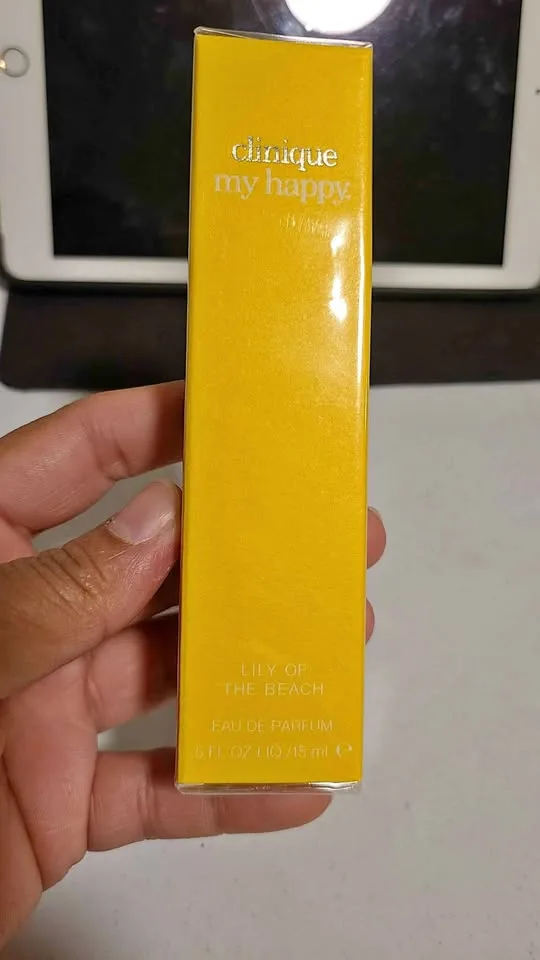 clinique
my happy.
LILY OF
THE BEACH
EAU DE PARFUM
.5 FL.OZ.LIQ./15 ml ℮